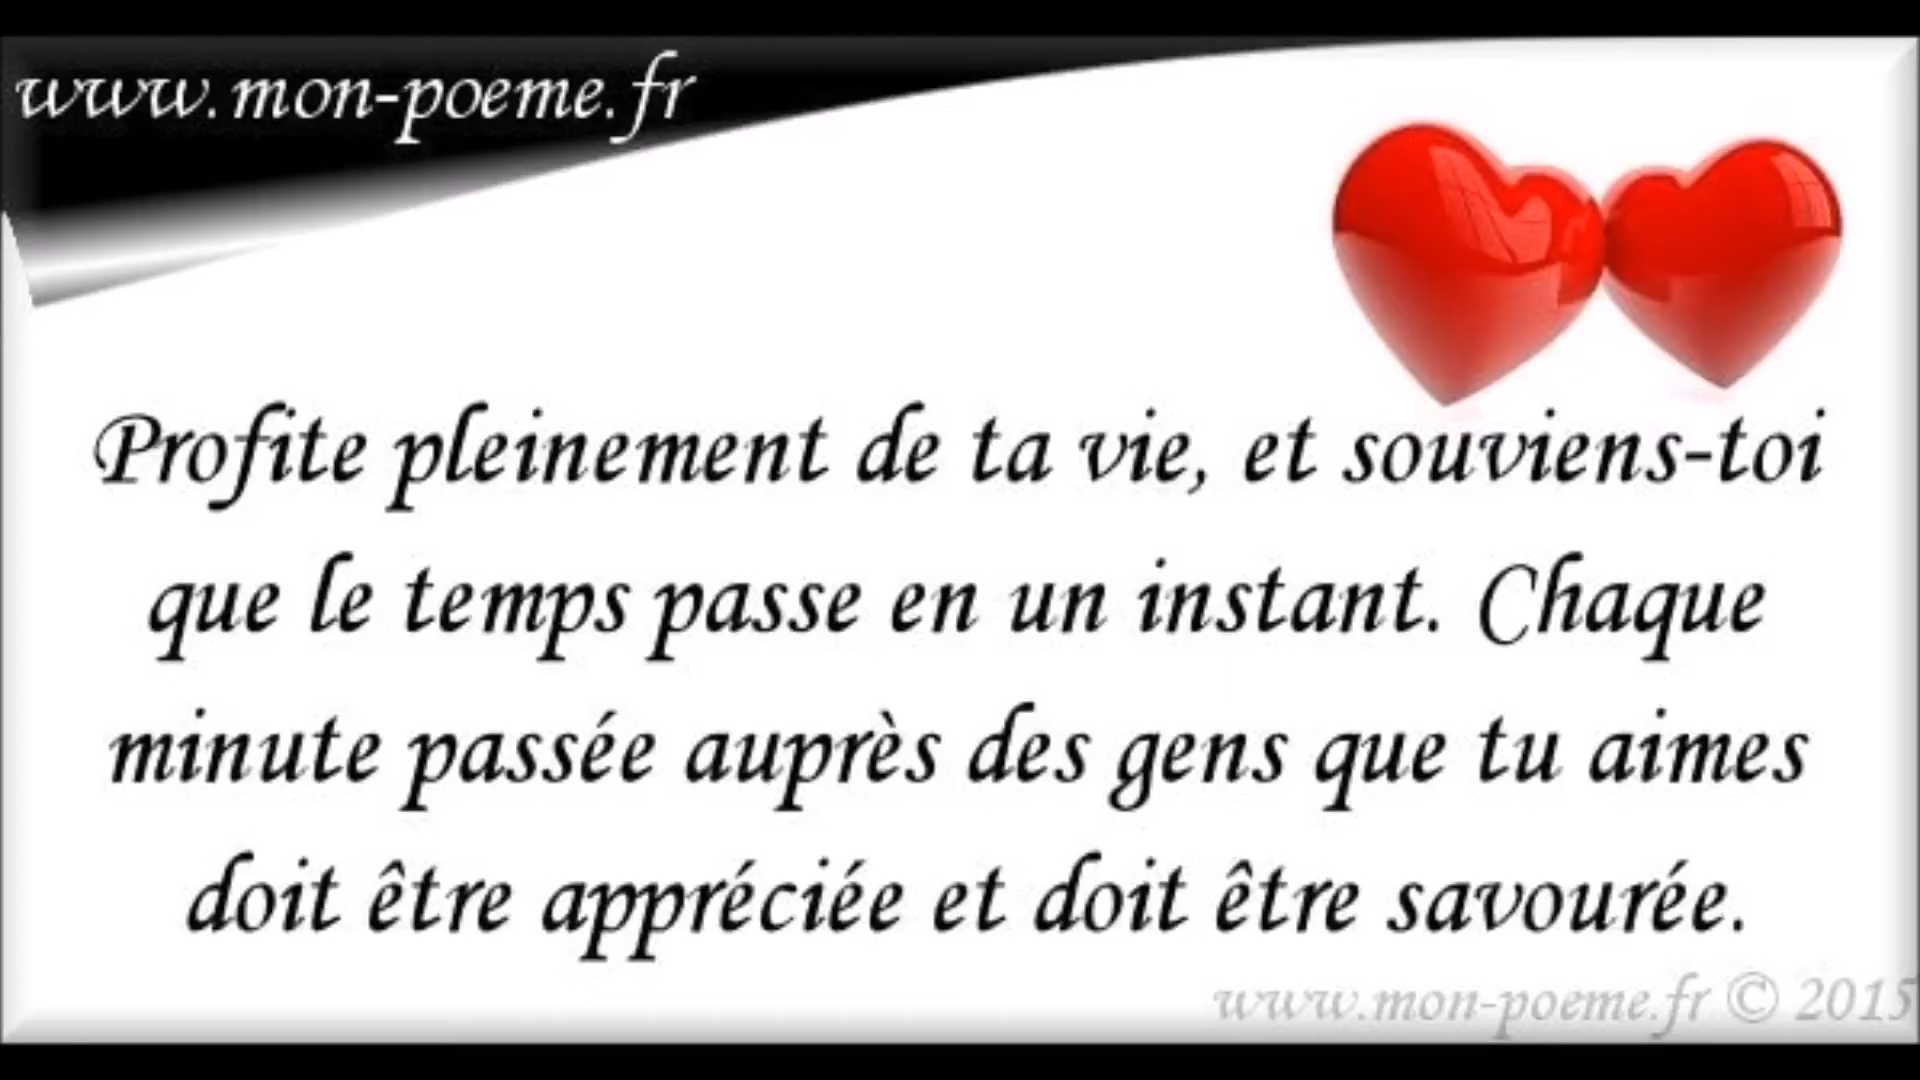 www.mon-poeme.fr
Profite pleinement de ta vie, et souviens-toi
que le temps passe en un instant. Chaque
minute passée auprès des gens que tu aimes
doit être appréciée et doit être savourée.
www.mon-poeme.fr © 2015